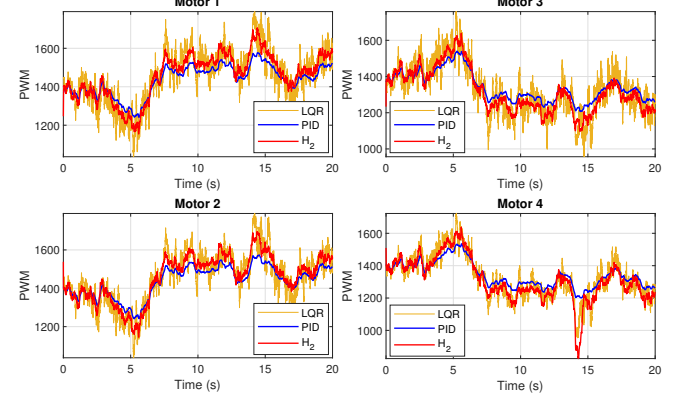 Motor 1
1600
1400
1200
PWM
0
5
10
15
20
Time (s)
LQR
PID
H2
Motor 3
1600
1400
1200
1000
PWM
0
5
10
15
20
Time (s)
LQR
PID
H2
Motor 2
1600
1400
1200
PWM
0
5
10
15
20
Time (s)
LQR
PID
H2
Motor 4
1600
1400
1200
1000
PWM
0
5
10
15
20
Time (s)
LQR
PID
H2